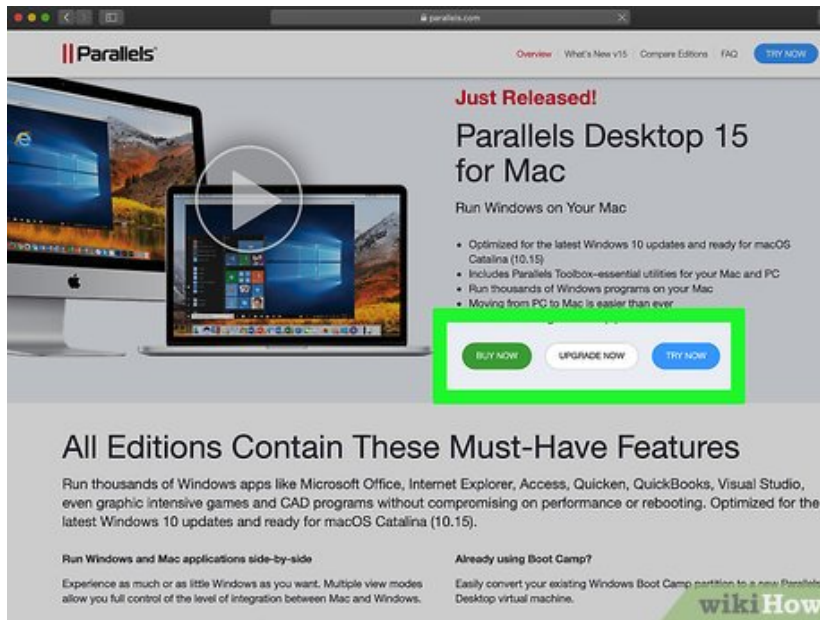 parallels.com
Parallels®
Overview What's New v15 Compare Editions FAQ TRY NOW
Just Released!
Parallels Desktop 15
for Mac
Run Windows on Your Mac
• Optimized for the latest Windows 10 updates and ready for macOS
Catalina (10.15)
• Includes Parallels Toolbox–essential utilities for your Mac and PC
• Run thousands of Windows programs on your Mac
• Moving from PC to Mac is easier than ever
BUY NOW UPGRADE NOW TRY NOW
All Editions Contain These Must-Have Features
Run thousands of Windows apps like Microsoft Office, Internet Explorer, Access, Quicken, QuickBooks, Visual Studio,
even graphic intensive games and CAD programs without compromising on performance or rebooting. Optimized for the
latest Windows 10 updates and ready for macOS Catalina (10.15).
Run Windows and Mac applications side-by-side
Experience as much or as little Windows as you want. Multiple view modes
allow you full control of the level of integration between Mac and Windows.
Already using Boot Camp?
Easily convert your existing Windows Boot Camp partition to a new Parallels
Desktop virtual machine.
wikiHow